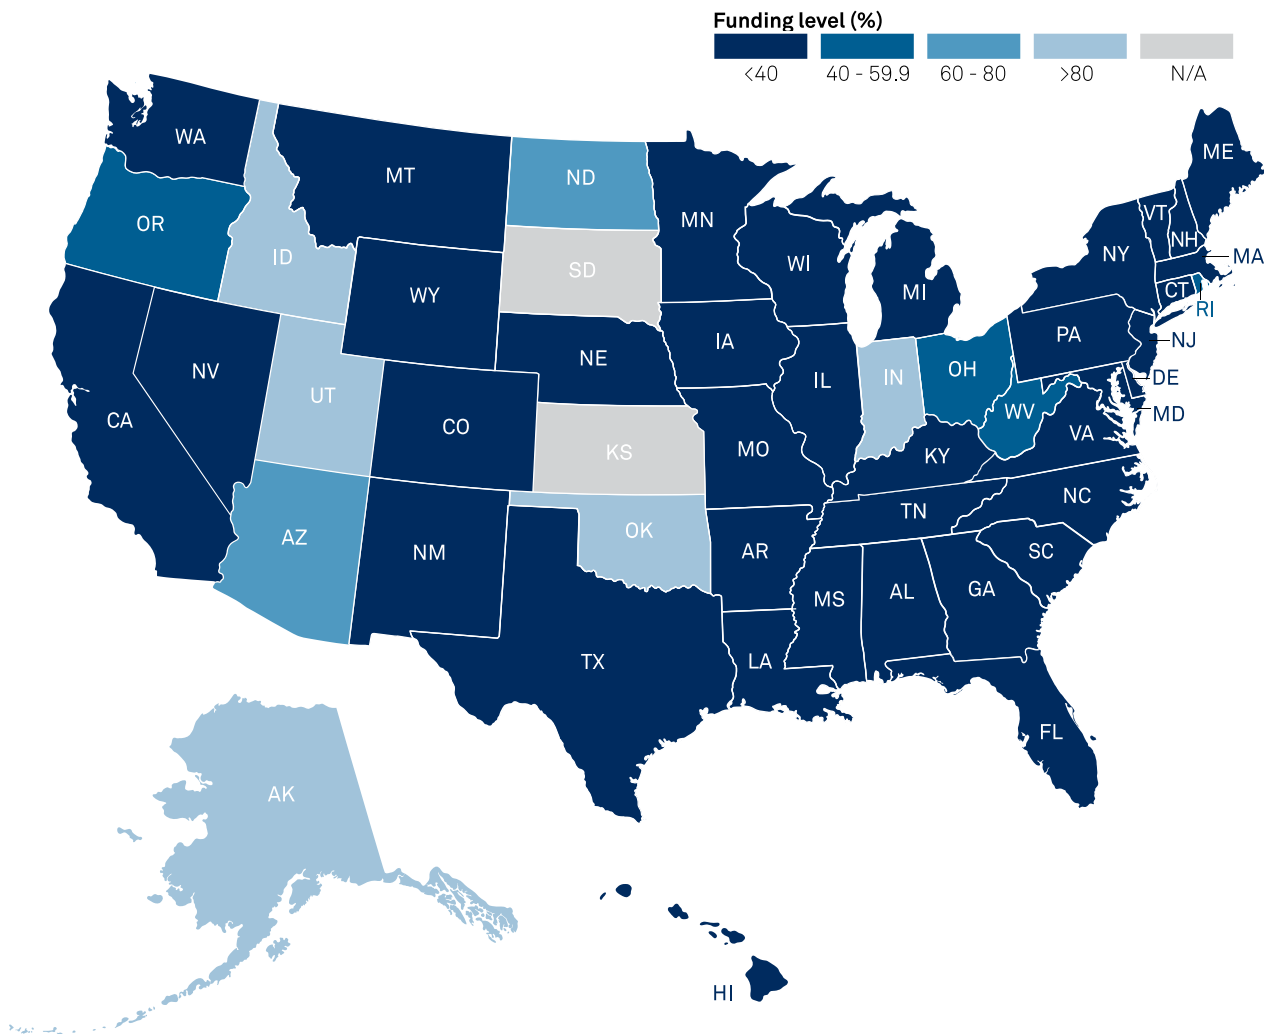 Funding level (%)
<40 40 - 59.9 60 - 80 >80 N/A
WA
MT
ND
MN
ME
OR
ID
SD
WI
VT
NH
NY
MA
WY
MI
CT
RI
NV
NE
IA
PA
NJ
UT
IL
IN
OH
DE
CA
CO
KS
MO
WV
MD
KY
VA
AZ
NM
OK
AR
TN
NC
SC
MS
AL
GA
TX
LA
FL
AK
HI